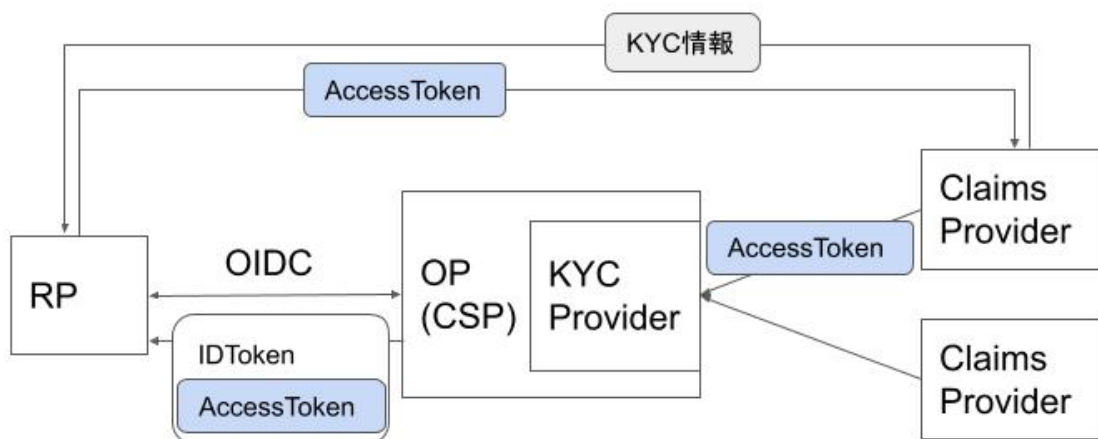 KYC情報
AccessToken
Claims
Provider
AccessToken
OIDC
RP
OP
(CSP)
KYC
Provider
IDToken
AccessToken
Claims
Provider